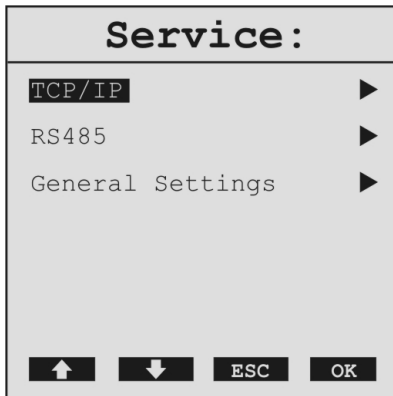 Service:
TCP/IP
RS485
General Settings
ESC OK